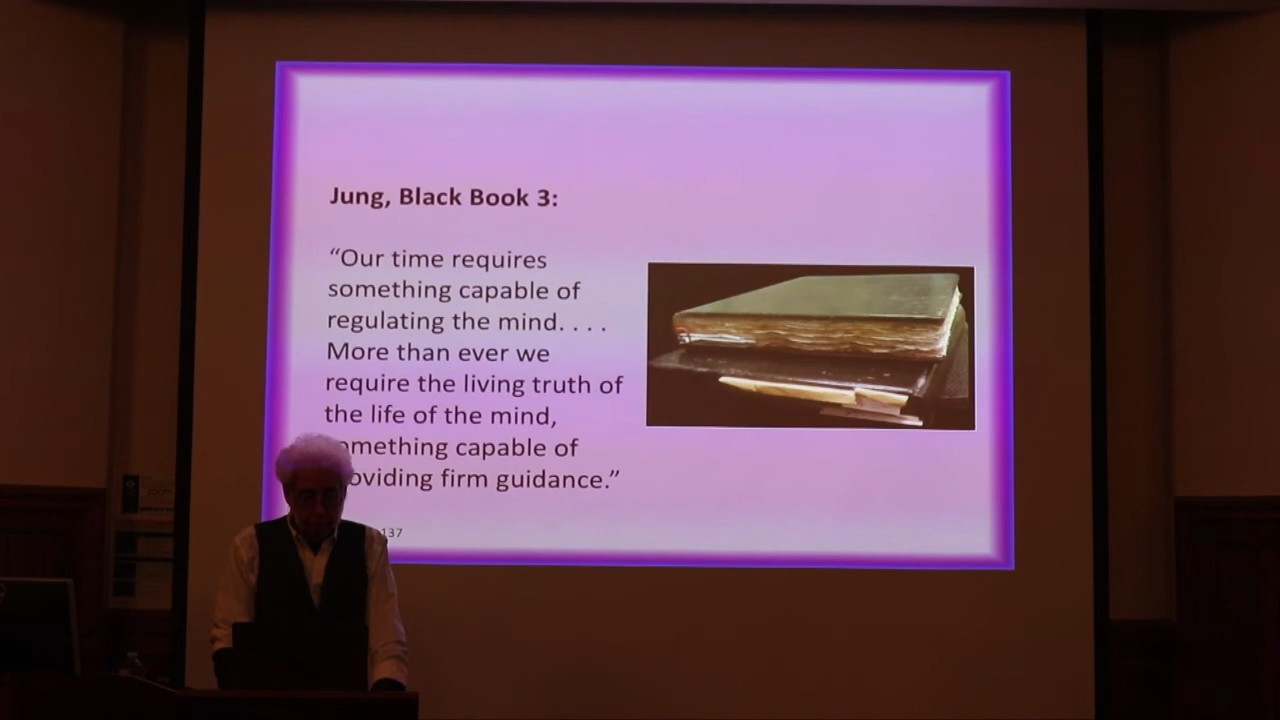 Jung, Black Book 3:
“Our time requires
something capable of
regulating the mind. . . .
More than ever we
require the living truth of
the life of the mind,
omething capable of
oviding firm guidance.”
137